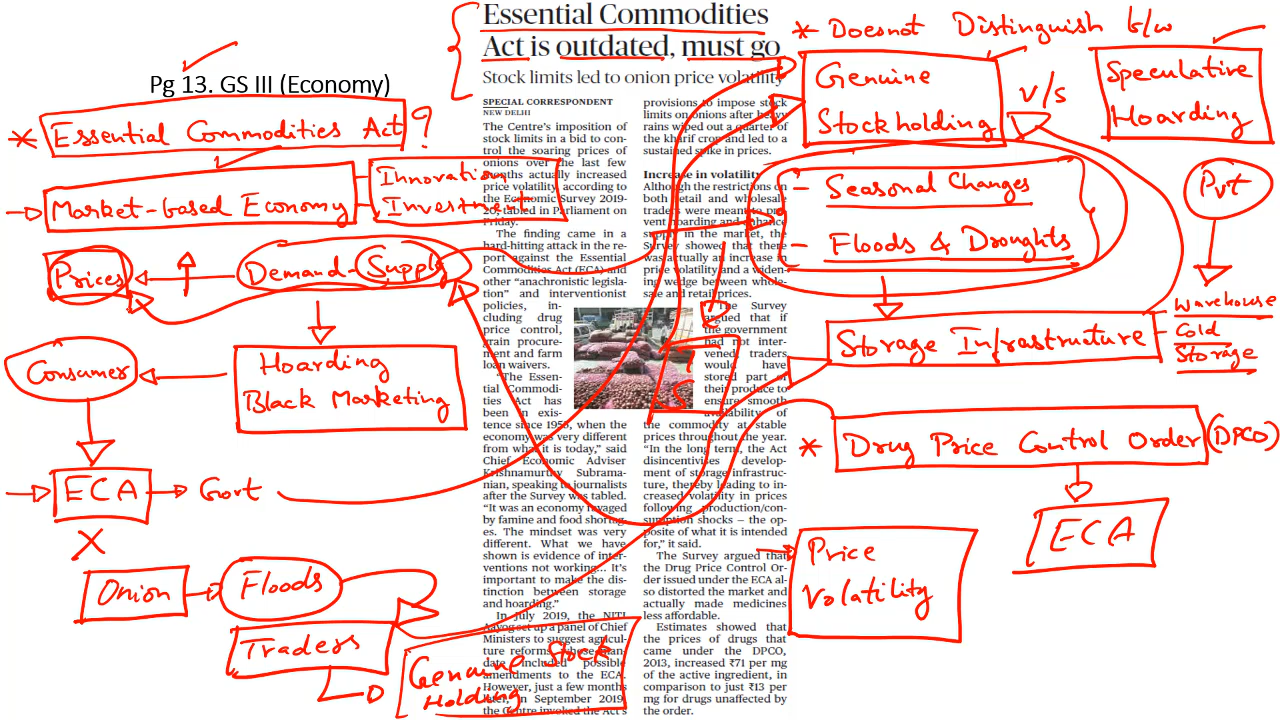 Pg 13. GS III (Economy)
* Essential Commodities Act ?
Market-based Economy
Innovation
Investment
Prices
Demand-Supply
Hoarding
Black Marketing
Consumer
ECA
Govt
X
Onion
Floods
Traders
Genuine Stock
Holding
Essential Commodities
Act is outdated, must go
Stock limits led to onion price volatility
SPECIAL CORRESPONDENT
NEW DELHI
The Centre's imposition of
stock limits in a bid to con-
trol the soaring prices of
onions over the last few
months actually increased
price volatility, according to
the Economic Survey 2019-
20, tabled in Parliament on
Friday.
The finding came in a
hard-hitting attack in the re-
port against the Essential
Commodities Act (ECA) and
other "anachronistic legisla-
tion" and interventionist
policies, in-
cluding drug
price control,
grain procure-
ment and farm
loan waivers.
"The Essen-
tial Commodi-
ties Act has
been in exis-
tence since 1955, when the
economy was very different
from what it is today," said
Chief Economic Adviser
Krishnamurthy Subrama-
nian, speaking to journalists
after the Survey was tabled.
"It was an economy ravaged
by famine and food shortag-
es. The mindset was very
different. What we have
shown is evidence of inter-
ventions not working... It's
important to make the dis-
tinction between storage
and hoarding."
In July 2019, the NITI
Aayog set up a panel of Chief
Ministers to suggest agricul-
ture reforms, whose man-
date included possible
amendments to the ECA.
However, just a few months
later, in September 2019,
the Centre invoked the Act's
provisions to impose stock
limits on onions after heavy
rains wiped out a quarter of
the kharif crop and led to a
sustained spike in prices.
Increase in volatility
Although the restrictions on
both retail and wholesale
traders were meant to pre-
vent hoarding and enhance
supply in the market, the
Survey showed that there
was actually an increase in
price volatility and a widen-
ing wedge between whole-
sale and retail prices.
The Survey
argued that if
the government
had not inter-
vened, traders
would have
stored part of
their produce to
ensure smooth
availability of
the commodity at stable
prices throughout the year.
"In the long term, the Act
disincentivises develop-
ment of storage infrastruc-
ture, thereby leading to in-
creased volatility in prices
following production/con-
sumption shocks – the op-
posite of what it is intended
for," it said.
The Survey argued that
the Drug Price Control Or-
der issued under the ECA al-
so distorted the market and
actually made medicines
less affordable.
Estimates showed that
the prices of drugs that
came under the DPCO,
2013, increased ₹71 per mg
of the active ingredient, in
comparison to just ₹13 per
mg for drugs unaffected by
the order.
* Doesnot Distinguish b/w
Genuine
Stockholding
V/S
Speculative
Hoarding
- Seasonal Changes
- Floods & Droughts
Pvt
Storage Infrastructure
- Warehouse
- Cold
Storage
* Drug Price Control Order (DPCO)
ECA
Price
Volatility